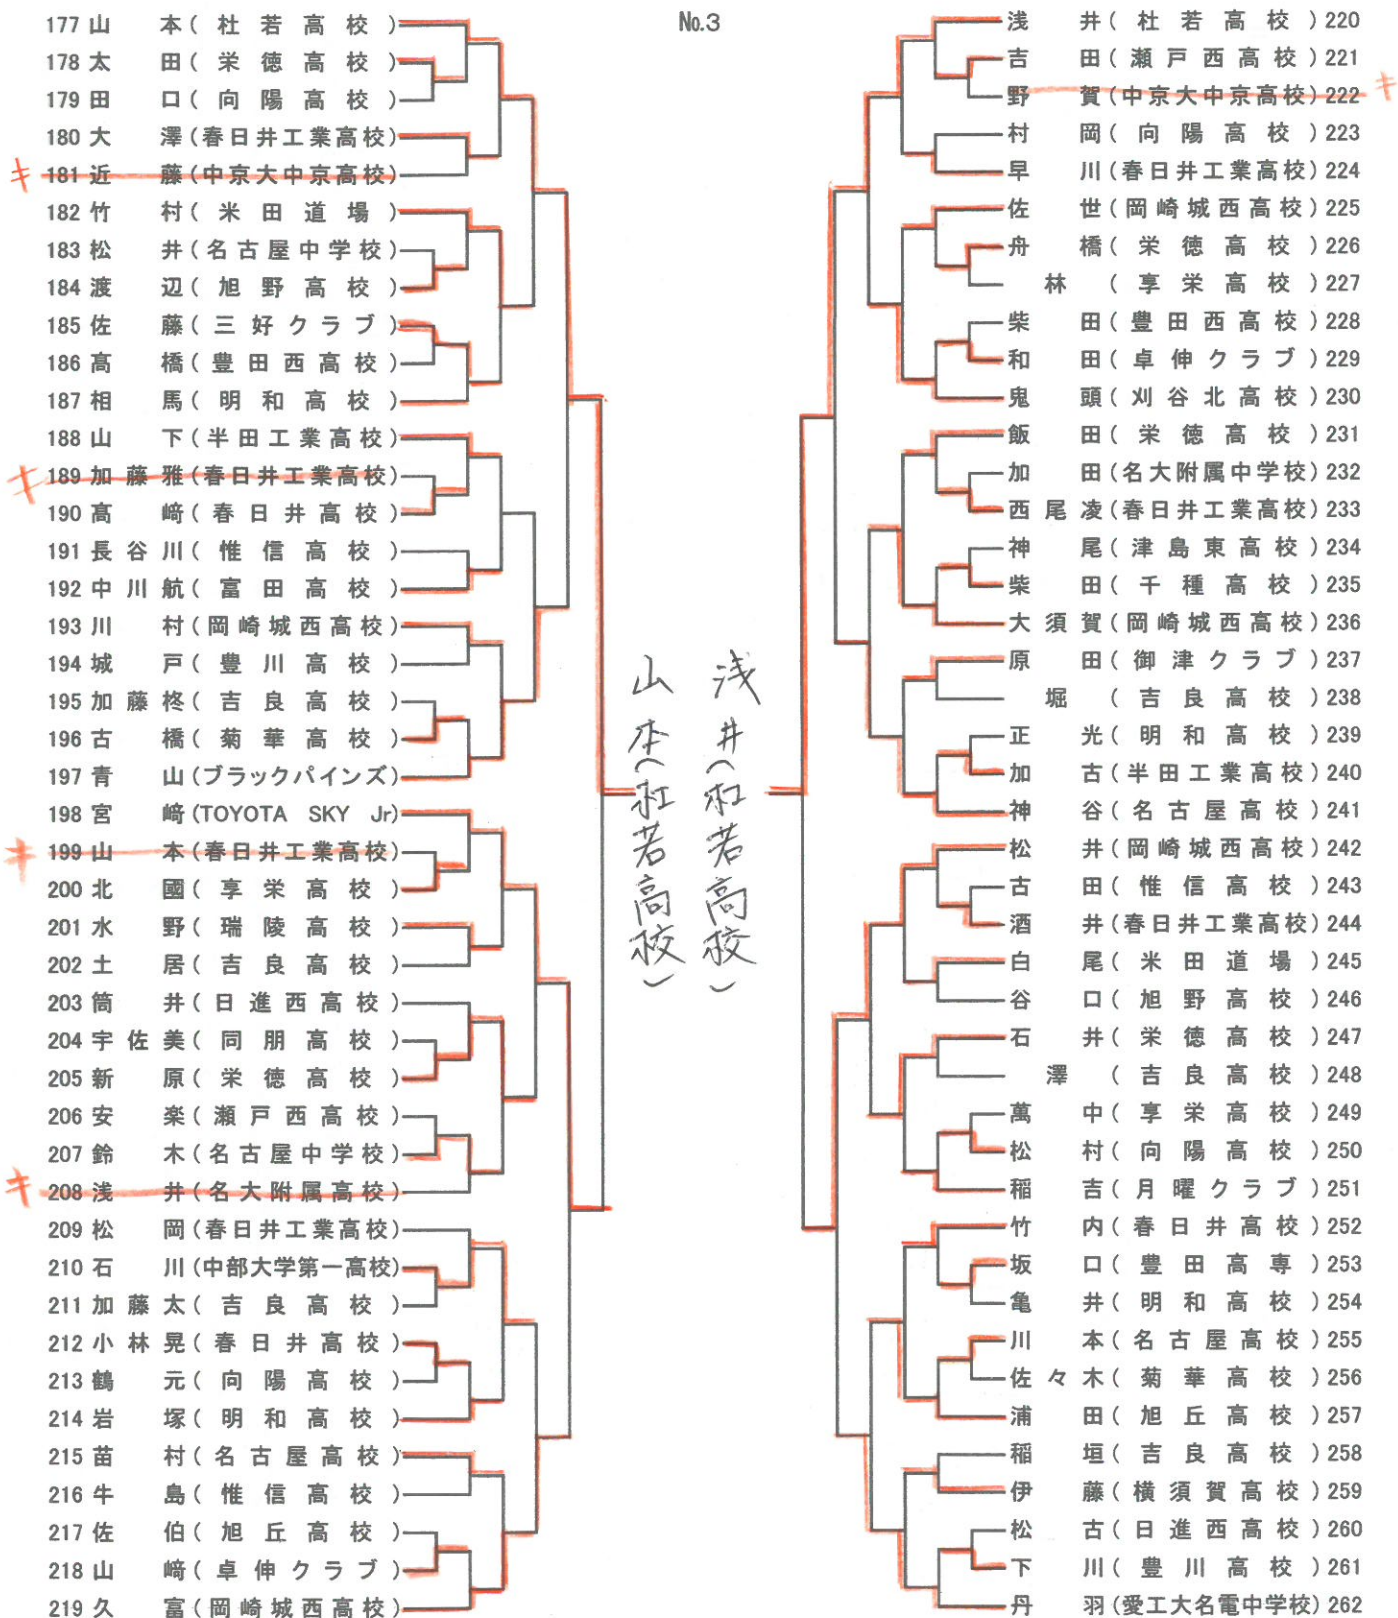 No.3
177 山本(杜若高校)
178 太田(栄徳高校)
179 田口(向陽高校)
180 大澤(春日井工業高校)
キ 181 近藤(中京大中京高校)
182 竹村(米田道場)
183 松井(名古屋中学校)
184 渡辺(旭野高校)
185 佐藤(三好クラブ)
186 髙橋(豊田西高校)
187 相馬(明和高校)
188 山下(半田工業高校)
キ 189 加藤雅(春日井工業高校)
190 髙﨑(春日井高校)
191 長谷川(惟信高校)
192 中川航(富田高校)
193 川村(岡崎城西高校)
194 城戸(豊川高校)
195 加藤柊(吉良高校)
196 古橋(菊華高校)
197 青山(ブラックパインズ)
198 宮﨑(TOYOTA SKY Jr)
キ 199 山本(春日井工業高校)
200 北國(享栄高校)
201 水野(瑞陵高校)
202 土居(吉良高校)
203 筒井(日進西高校)
204 宇佐美(同朋高校)
205 新原(栄徳高校)
206 安楽(瀬戸西高校)
207 鈴木(名古屋中学校)
キ 208 浅井(名大附属高校)
209 松岡(春日井工業高校)
210 石川(中部大学第一高校)
211 加藤太(吉良高校)
212 小林晃(春日井高校)
213 鶴元(向陽高校)
214 岩塚(明和高校)
215 苗村(名古屋高校)
216 牛島(惟信高校)
217 佐伯(旭丘高校)
218 山﨑(卓伸クラブ)
219 久富(岡崎城西高校)
山本(杜若高校)
浅井(杜若高校)
浅井(杜若高校)220
吉田(瀬戸西高校)221
野賀(中京大中京高校)222 キ
村岡(向陽高校)223
早川(春日井工業高校)224
佐世(岡崎城西高校)225
舟橋(栄徳高校)226
林(享栄高校)227
柴田(豊田西高校)228
和田(卓伸クラブ)229
鬼頭(刈谷北高校)230
飯田(栄徳高校)231
加田(名大附属中学校)232
西尾凌(春日井工業高校)233
神尾(津島東高校)234
柴田(千種高校)235
大須賀(岡崎城西高校)236
原田(御津クラブ)237
堀(吉良高校)238
正光(明和高校)239
加古(半田工業高校)240
神谷(名古屋高校)241
松井(岡崎城西高校)242
古田(惟信高校)243
酒井(春日井工業高校)244
白尾(米田道場)245
谷口(旭野高校)246
石井(栄徳高校)247
澤(吉良高校)248
萬中(享栄高校)249
松村(向陽高校)250
稲吉(月曜クラブ)251
竹内(春日井高校)252
坂口(豊田高専)253
亀井(明和高校)254
川本(名古屋高校)255
佐々木(菊華高校)256
浦田(旭丘高校)257
稲垣(吉良高校)258
伊藤(横須賀高校)259
松古(日進西高校)260
下川(豊川高校)261
丹羽(愛工大名電中学校)262